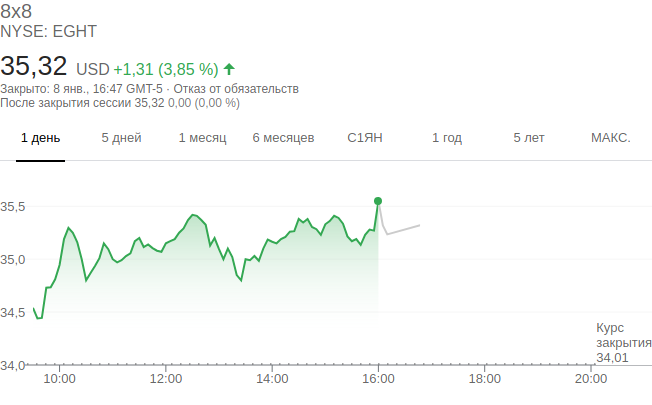 8x8
NYSE: EGHT
35,32 USD +1,31 (3,85 %)
Закрыто: 8 янв., 16:47 GMT-5 · Отказ от обязательств
После закрытия сессии 35,32 0,00 (0,00 %)
1 день 5 дней 1 месяц 6 месяцев С1ЯН 1 год 5 лет МАКС.
35,5
35,0
34,5
Курс
закрытия
34,01
34,0
10:00 12:00 14:00 16:00 18:00 20:00